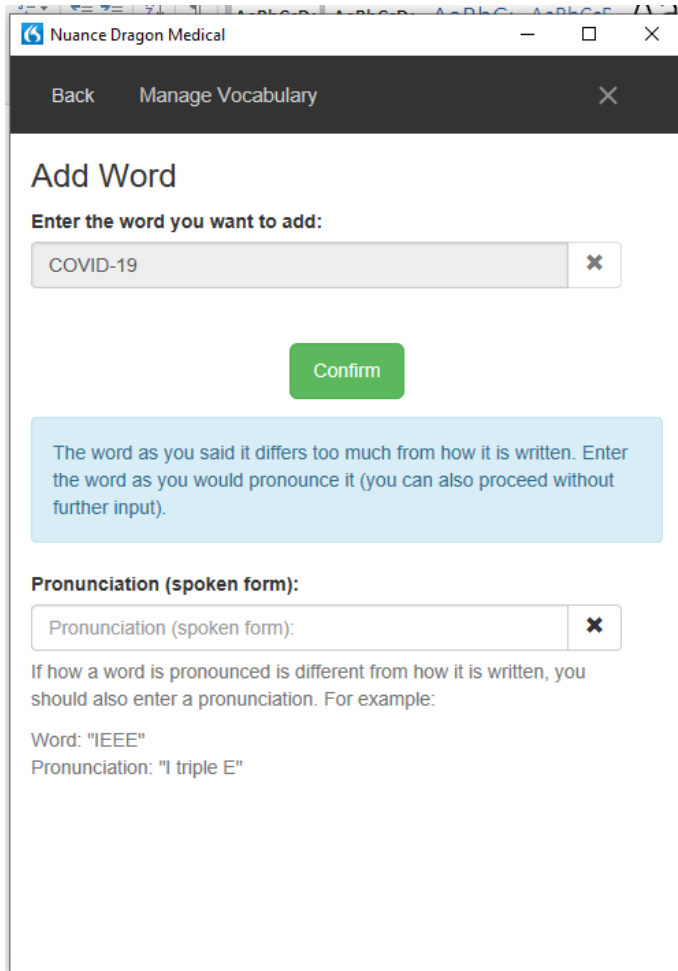 AaBbCcDc AaBbCcDc AaBbC AaBbCcE
Nuance Dragon Medical
Back Manage Vocabulary
Add Word
Enter the word you want to add:
COVID-19
Confirm
The word as you said it differs too much from how it is written. Enter
the word as you would pronounce it (you can also proceed without
further input).
Pronunciation (spoken form):
Pronunciation (spoken form):
If how a word is pronounced is different from how it is written, you
should also enter a pronunciation. For example:
Word: "IEEE"
Pronunciation: "I triple E"